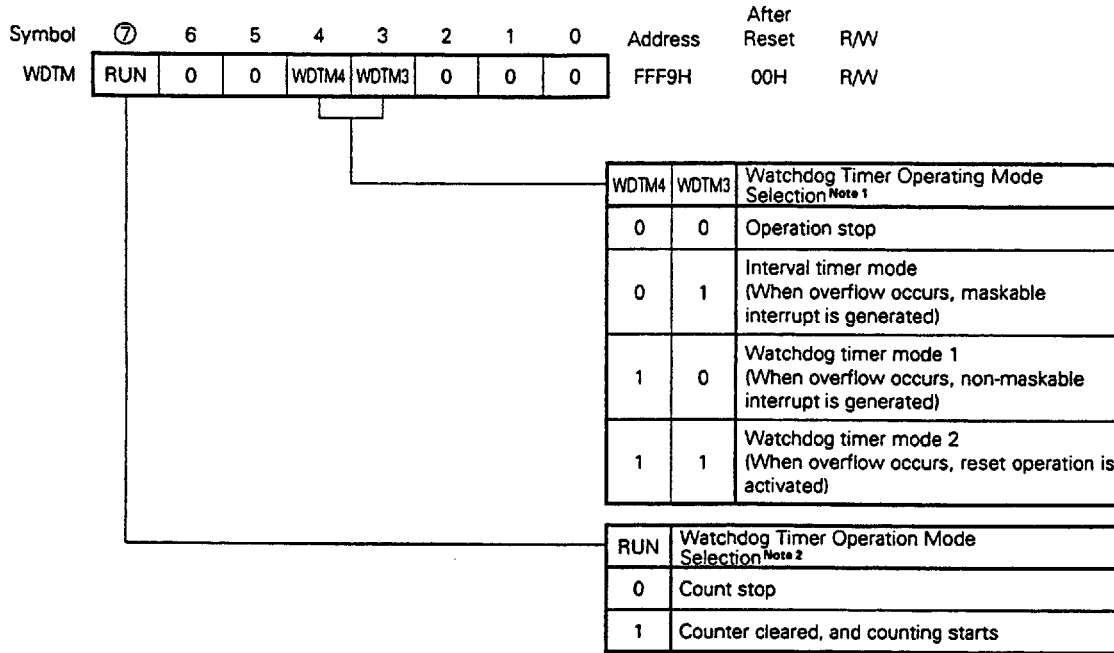 Symbol ⑦ 6 5 4 3 2 1 0 Address After Reset R/W
WDTM RUN 0 0 WDTM4 WDTM3 0 0 0 FFF9H 00H R/W
WDTM4 WDTM3 Watchdog Timer Operating Mode
Selection Note 1
0 0 Operation stop
0 1 Interval timer mode
(When overflow occurs, maskable
interrupt is generated)
1 0 Watchdog timer mode 1
(When overflow occurs, non-maskable
interrupt is generated)
1 1 Watchdog timer mode 2
(When overflow occurs, reset operation is
activated)
RUN Watchdog Timer Operation Mode
Selection Note 2
0 Count stop
1 Counter cleared, and counting starts